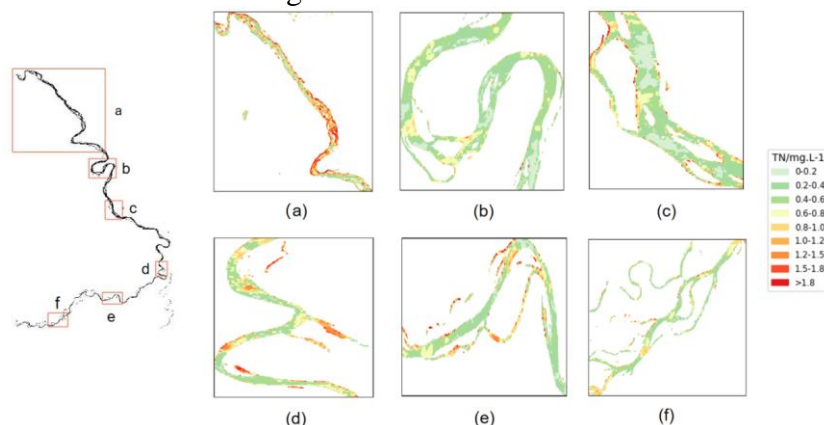 a
b
c
d
e
f
(a)
(b)
(c)
(d)
(e)
(f)
TN/mg.L-1
0-0.2
0.2-0.4
0.4-0.6
0.6-0.8
0.8-1.0
1.0-1.2
1.2-1.5
1.5-1.8
>1.8